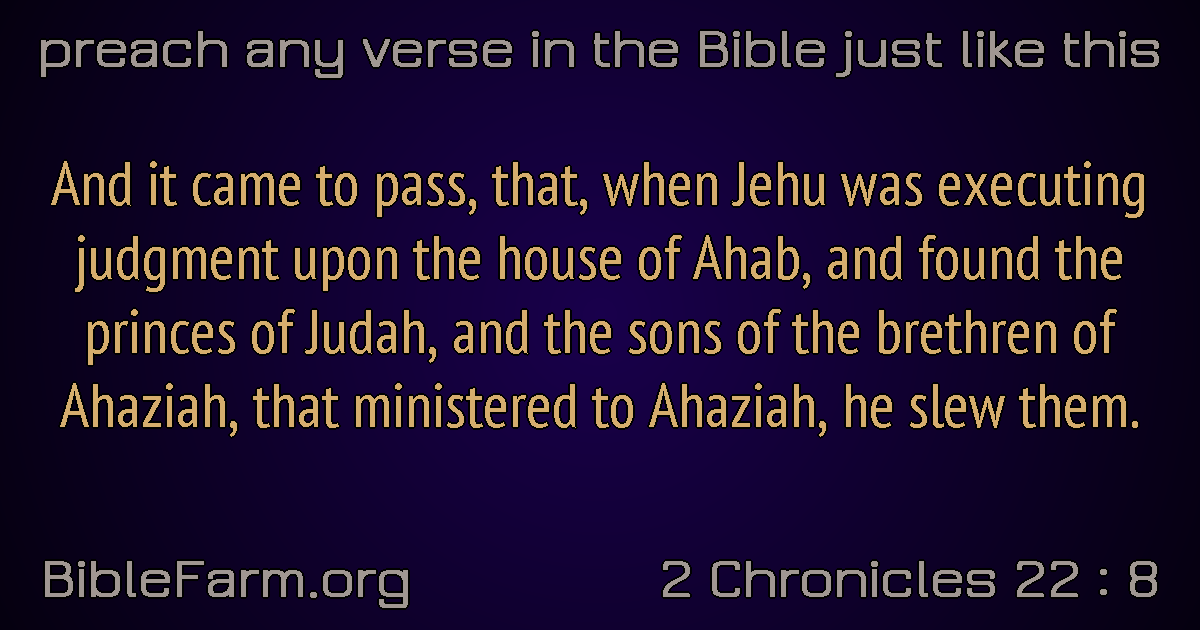 preach any verse in the Bible just like this
And it came to pass, that, when Jehu was executing
judgment upon the house of Ahab, and found the
princes of Judah, and the sons of the brethren of
Ahaziah, that ministered to Ahaziah, he slew them.
BibleFarm.org
2 Chronicles 22 : 8